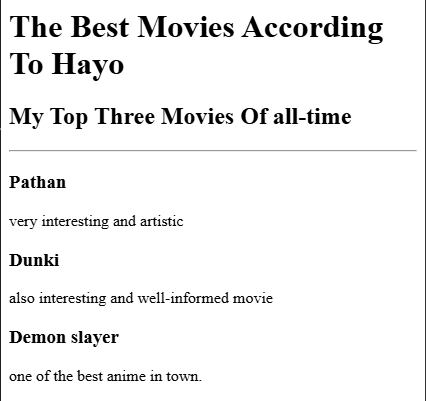 The Best Movies According
To Hayo
My Top Three Movies Of all-time
Pathan
very interesting and artistic
Dunki
also interesting and well-informed movie
Demon slayer
one of the best anime in town.